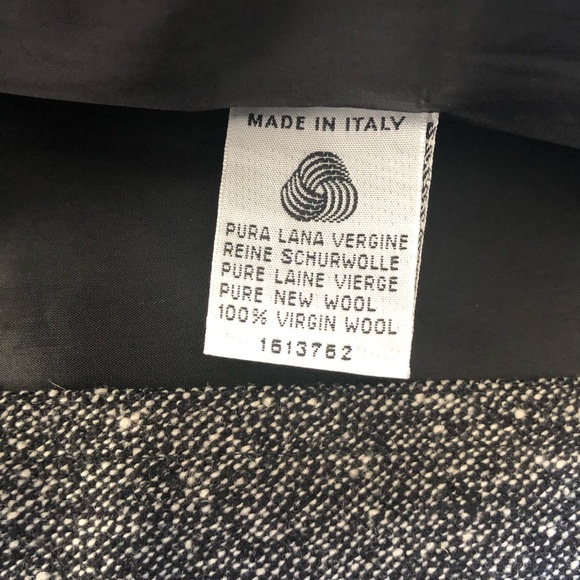 MADE IN ITALY
PURA LANA VERGINE
REINE SCHURWOLLE
PURE LAINE VIERGE
PURE NEW WOOL
100% VIRGIN WOOL
1613762